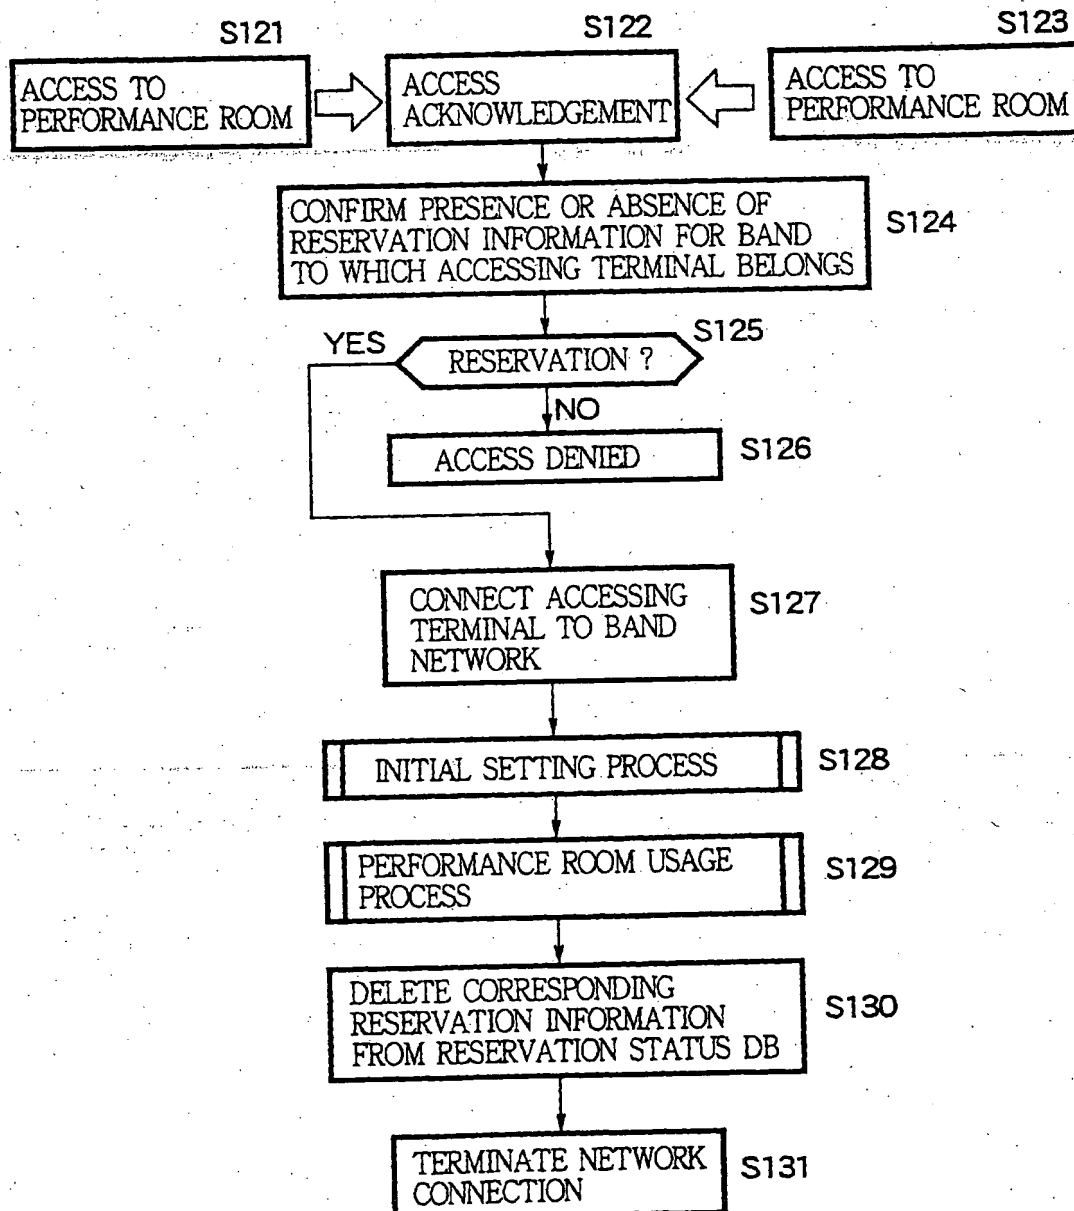 S121
S122
S123
ACCESS TO
PERFORMANCE ROOM
ACCESS
ACKNOWLEDGEMENT
ACCESS TO
PERFORMANCE ROOM
CONFIRM PRESENCE OR ABSENCE OF
RESERVATION INFORMATION FOR BAND
TO WHICH ACCESSING TERMINAL BELONGS
S124
S125
YES
RESERVATION ?
NO
ACCESS DENIED
S126
CONNECT ACCESSING
TERMINAL TO BAND
NETWORK
S127
INITIAL SETTING PROCESS
S128
PERFORMANCE ROOM USAGE
PROCESS
S129
DELETE CORRESPONDING
RESERVATION INFORMATION
FROM RESERVATION STATUS DB
S130
TERMINATE NETWORK
CONNECTION
S131